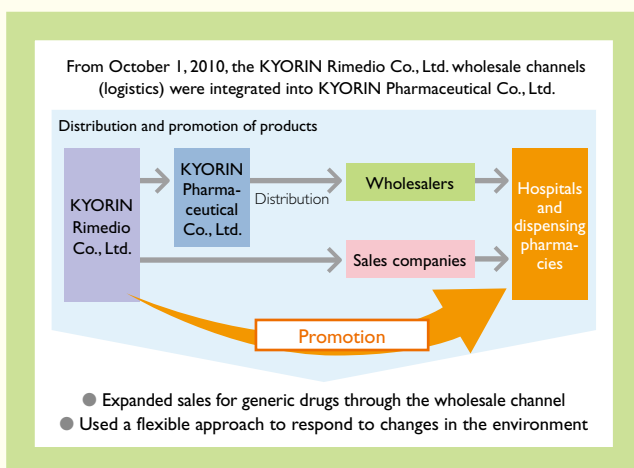 From October 1, 2010, the KYORIN Rimedio Co., Ltd. wholesale channels
(logistics) were integrated into KYORIN Pharmaceutical Co., Ltd.
Distribution and promotion of products
KYORIN
Rimedio
Co., Ltd.
KYORIN
Pharma-
ceutical
Co., Ltd.
Distribution
Wholesalers
Sales companies
Hospitals
and
dispensing
pharma-
cies
Promotion
● Expanded sales for generic drugs through the wholesale channel
● Used a flexible approach to respond to changes in the environment